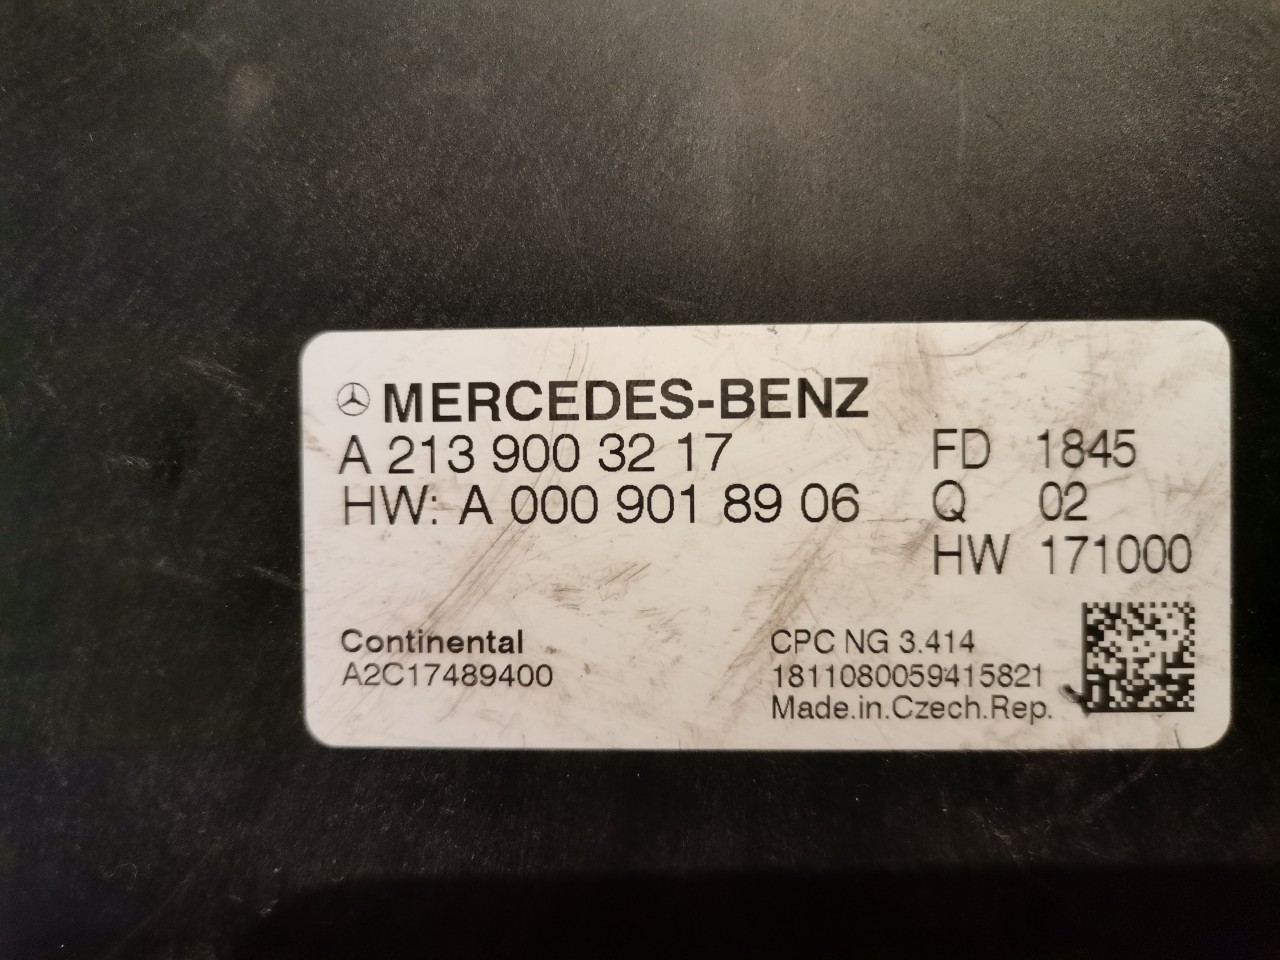 MERCEDES-BENZ
A 213 900 32 17
HW: A 000 901 89 06
FD 1845
Q 02
HW 171000
Continental
A2C17489400
CPC NG 3.414
1811080059415821
Made.in.Czech.Rep.